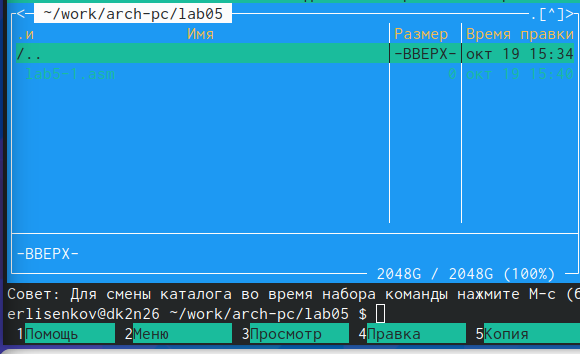 <─ ~/work/arch-pc/lab05 ─.[^]>
.и Имя Размер Время правки
/.. -ВВЕРХ- окт 19 15:34
lab5-1.asm 0 окт 19 15:40
-ВВЕРХ-
2048G / 2048G (100%)
Совет: Для смены каталога во время набора команды нажмите M-c (б
erlisenkov@dk2n26 ~/work/arch-pc/lab05 $
1Помощь 2Меню 3Просмотр 4Правка 5Копия